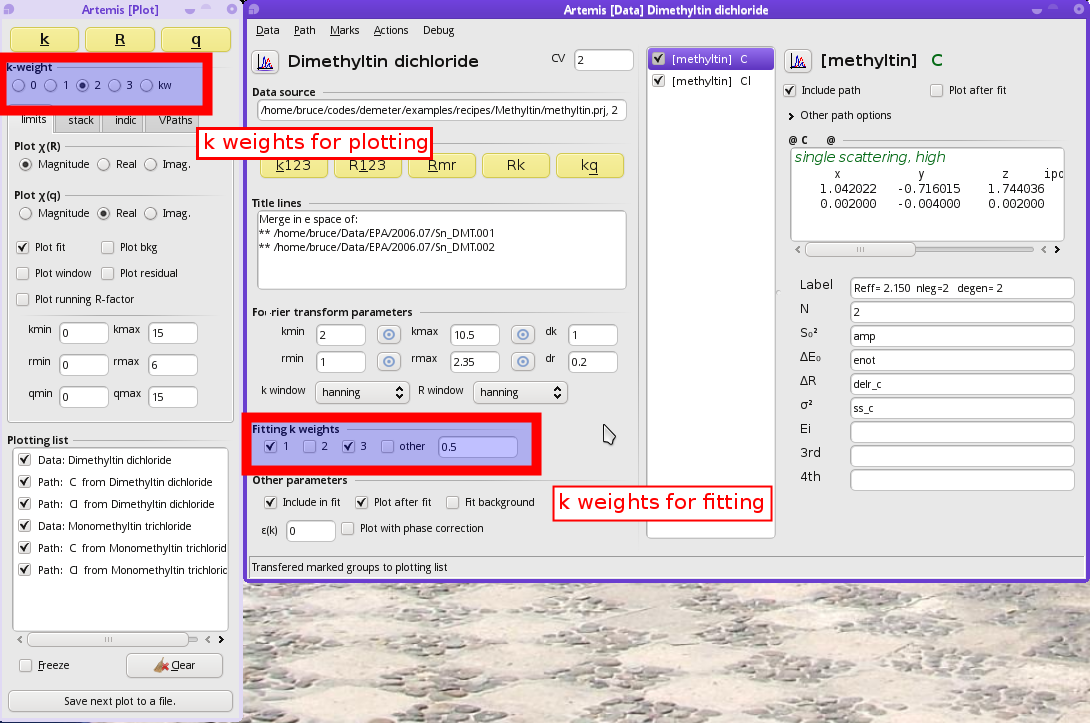 Artemis [Plot]
k R q
k-weight
0 1 2 3 kw
limits stack indic VPaths
Plot χ(R)
Magnitude Real Imag.
Plot χ(q)
Magnitude Real Imag.
Plot fit Plot bkg
Plot window Plot residual
Plot running R-factor
kmin 0 kmax 15
rmin 0 rmax 6
qmin 0 qmax 15
Plotting list
Data: Dimethyltin dichloride
Path: C from Dimethyltin dichloride
Path: Cl from Dimethyltin dichloride
Data: Monomethyltin trichloride
Path: C from Monomethyltin trichlorid
Path: Cl from Monomethyltin trichloric
Freeze Clear
Save next plot to a file.
k weights for plotting
Artemis [Data] Dimethyltin dichloride
Data Path Marks Actions Debug
Dimethyltin dichloride CV 2
Data source
/home/bruce/codes/demeter/examples/recipes/Methyltin/methyltin.prj, 2
k123 R123 Rmr Rk kq
Title lines
Merge in e space of:
** /home/bruce/Data/EPA/2006.07/Sn_DMT.001
** /home/bruce/Data/EPA/2006.07/Sn_DMT.002
Fourier transform parameters
kmin 2 kmax 10.5 dk 1
rmin 1 rmax 2.35 dr 0.2
k window hanning R window hanning
Fitting k weights
1 2 3 other 0.5
Other parameters
Include in fit Plot after fit Fit background
ε(k) 0 Plot with phase correction
k weights for fitting
Transfered marked groups to plotting list
[methyltin] C
[methyltin] Cl
[methyltin] C
Include path Plot after fit
Other path options
@ C @
single scattering, high
x y z ipo
1.042022 -0.716015 1.744036
0.002000 -0.004000 0.002000
Label Reff= 2.150 nleg=2 degen= 2
N 2
S₀² amp
ΔE₀ enot
ΔR delr_c
σ² ss_c
Ei
3rd
4th